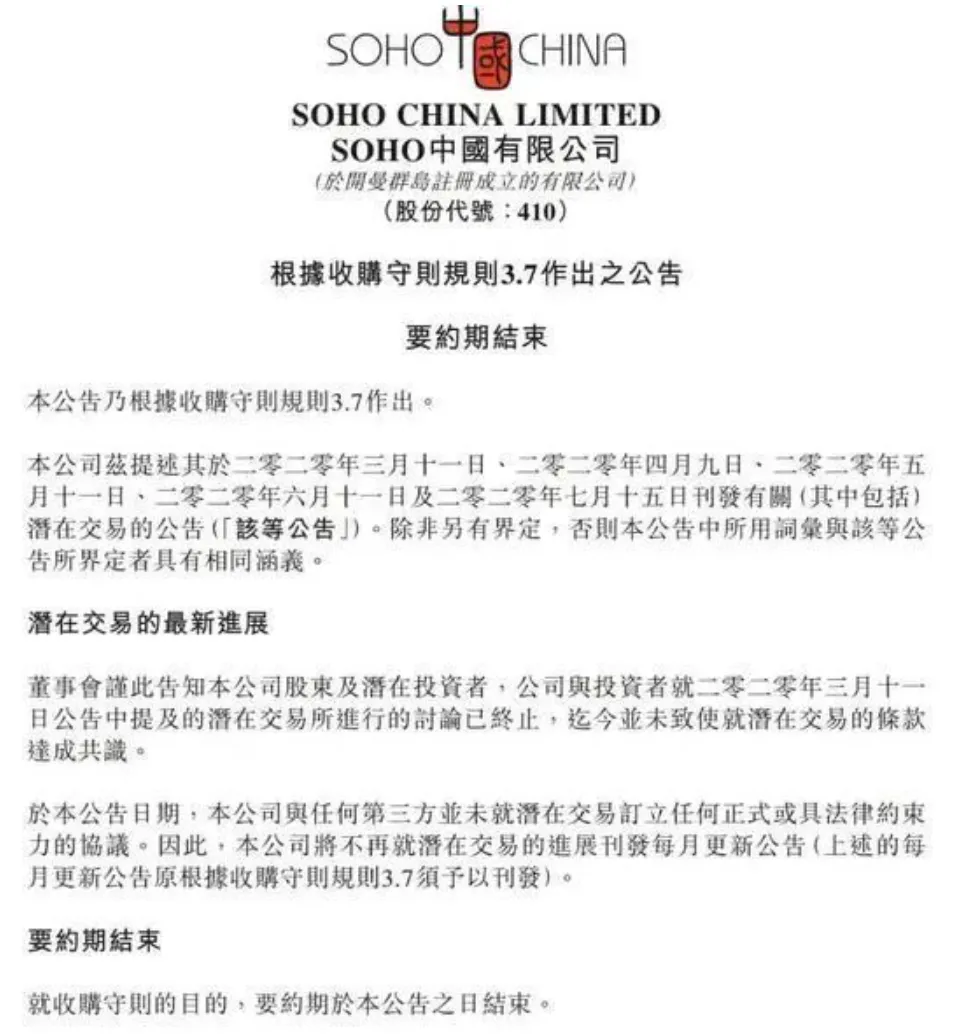 SOHO中國CHINA
SOHO CHINA LIMITED
SOHO中國有限公司
(於開曼群島註冊成立的有限公司)
（股份代號：410）
根據收購守則規則3.7作出之公告
要約期結束
本公告乃根據收購守則規則3.7作出。
本公司茲提述其於二零二零年三月十一日、二零二零年四月九日、二零二零年五
月十一日、二零二零年六月十一日及二零二零年七月十五日刊發有關(其中包括)
潛在交易的公告(「該等公告」)。除非另有界定，否則本公告中所用詞彙與該等公
告所界定者具有相同涵義。
潛在交易的最新進展
董事會謹此告知本公司股東及潛在投資者，公司與投資者就二零二零年三月十一
日公告中提及的潛在交易所進行的討論已終止，迄今並未致使就潛在交易的條款
達成共識。
於本公告日期，本公司與任何第三方並未就潛在交易訂立任何正式或具法律約束
力的協議。因此，本公司將不再就潛在交易的進展刊發每月更新公告(上述的每
月更新公告原根據收購守則規則3.7須予以刊發)。
要約期結束
就收購守則的目的，要約期於本公告之日結束。